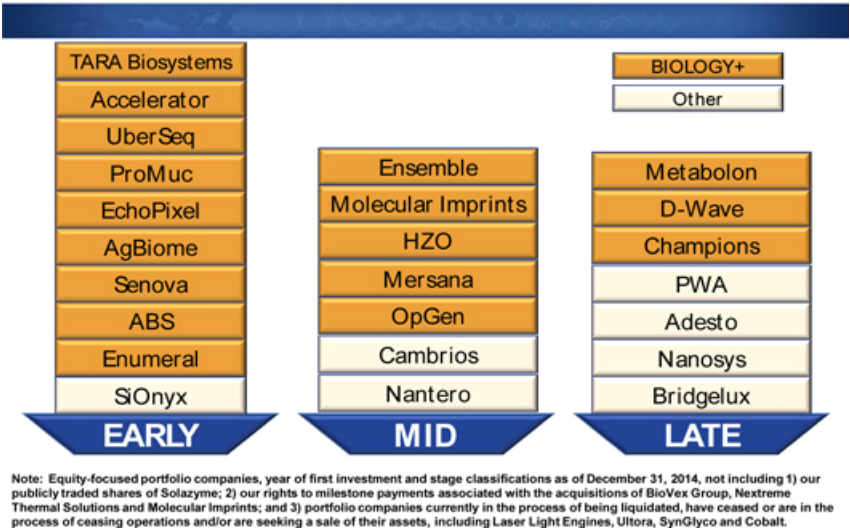 TARA Biosystems
Accelerator
UberSeq
ProMuc
EchoPixel
AgBiome
Senova
ABS
Enumeral
SiOnyx
EARLY
Ensemble
Molecular Imprints
HZO
Mersana
OpGen
Cambrios
Nantero
MID
BIOLOGY+
Other
Metabolon
D-Wave
Champions
PWA
Adesto
Nanosys
Bridgelux
LATE
Note: Equity-focused portfolio companies, year of first investment and stage classifications as of December 31, 2014, not including 1) our
publicly traded shares of Solazyme; 2) our rights to milestone payments associated with the acquisitions of BioVex Group, Nextreme
Thermal Solutions and Molecular Imprints; and 3) portfolio companies currently in the process of being liquidated, have ceased or are in the
process of ceasing operations and/or are seeking a sale of their assets, including Laser Light Engines, Ultora, SynGlyco and Cobalt.